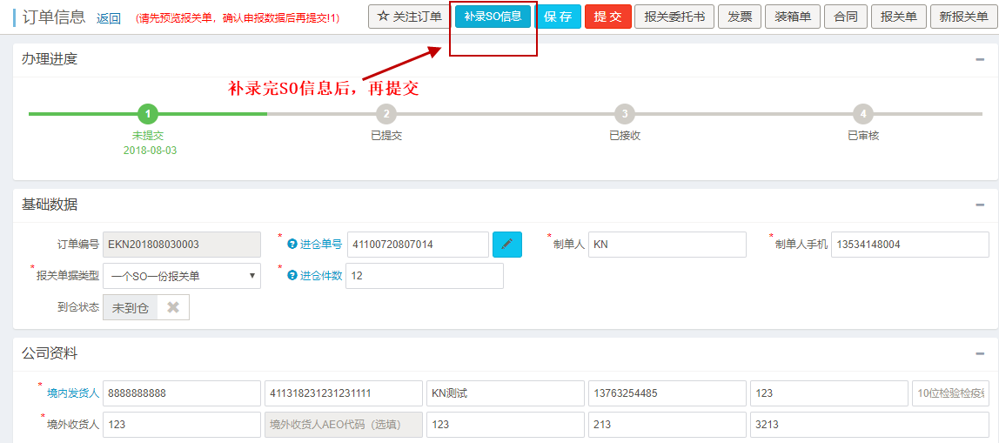 订单信息 返回 (请先预览报关单，确认申报数据后再提交!1) ☆ 关注订单 补录SO信息 保 存 提 交 报关委托书 发票 装箱单 合同 报关单 新报关单
办理进度
补录完SO信息后，再提交
1 2 3 4
未提交 已提交 已接收 已审核
2018-08-03
基础数据
订单编号 EKN201808030003 * 进仓单号 41100720807014 * 制单人 KN * 制单人手机 13534148004
* 报关单据类型 一个SO一份报关单 * 进仓件数 12
到仓状态 未到仓
公司资料
* 境内发货人 8888888888 411318231231231111 KN测试 13763254485 123 10位检验检疫
* 境外收货人 123 境外收货人AEO代码（选填） 123 213 3213